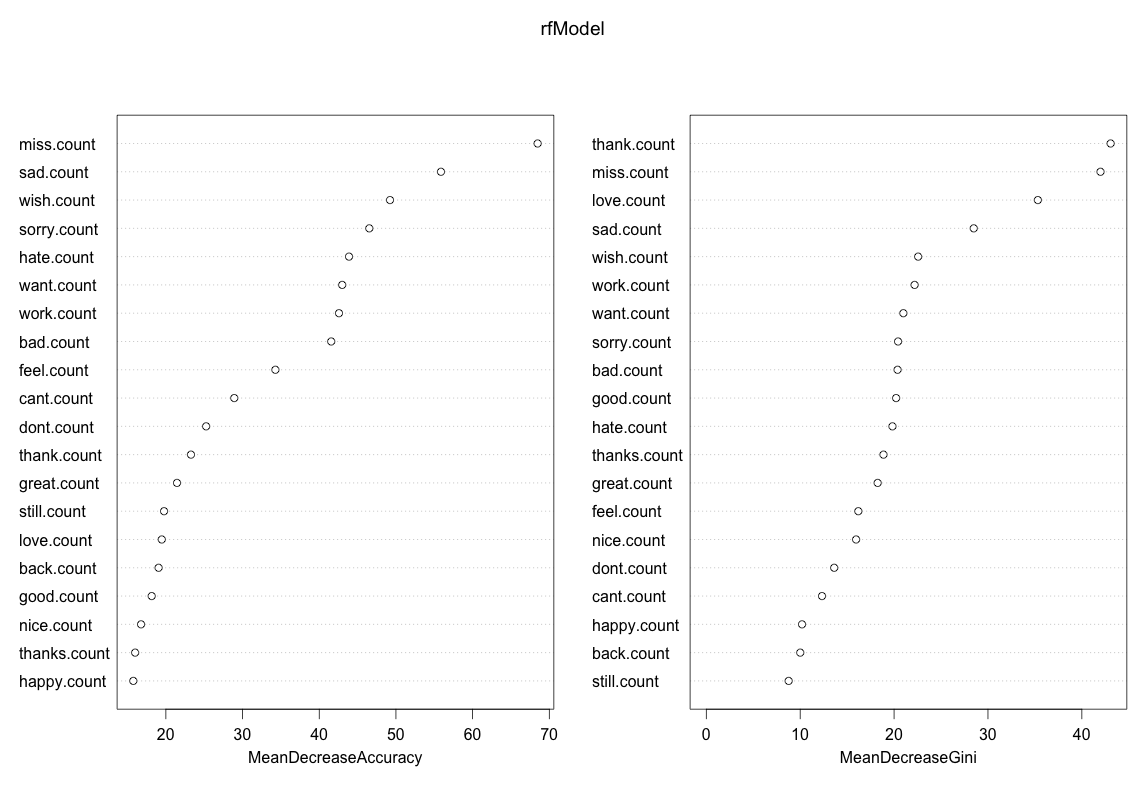 rfModel
miss.count
sad.count
wish.count
sorry.count
hate.count
want.count
work.count
bad.count
feel.count
cant.count
dont.count
thank.count
great.count
still.count
love.count
back.count
good.count
nice.count
thanks.count
happy.count
20 30 40 50 60 70
MeanDecreaseAccuracy
thank.count
miss.count
love.count
sad.count
wish.count
work.count
want.count
sorry.count
bad.count
good.count
hate.count
thanks.count
great.count
feel.count
nice.count
dont.count
cant.count
happy.count
back.count
still.count
0 10 20 30 40
MeanDecreaseGini